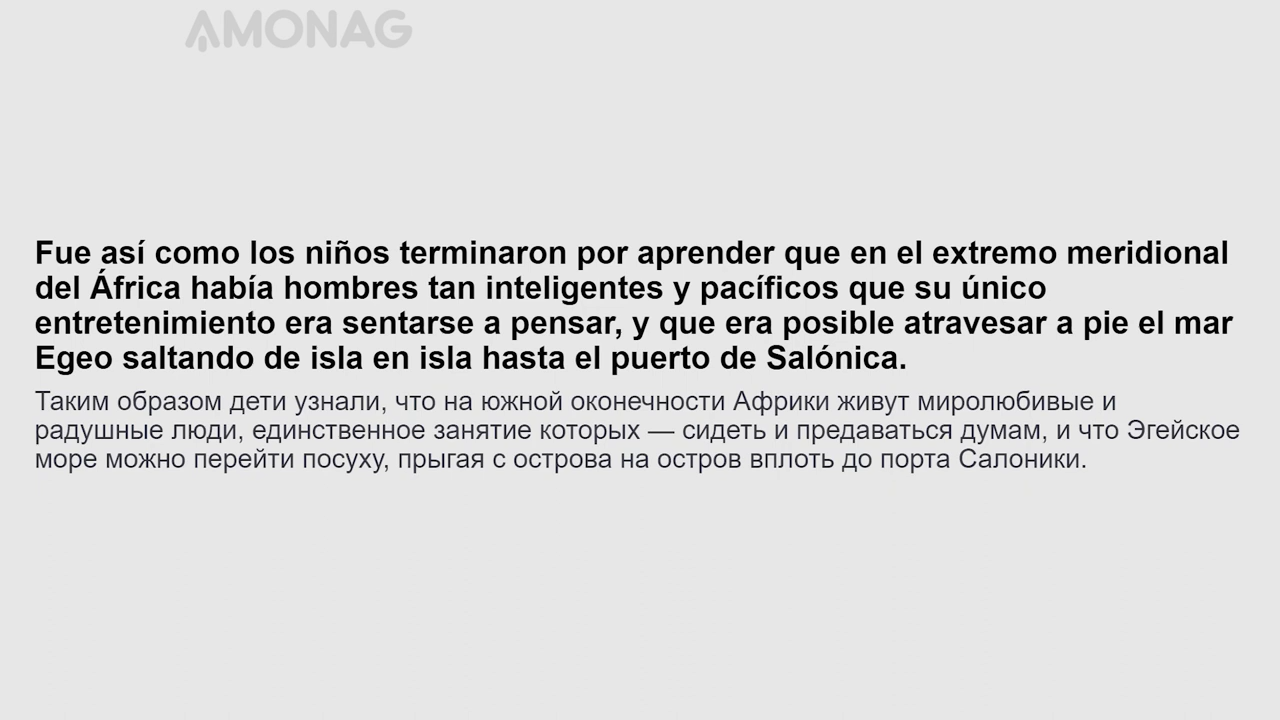 AMONAG
Fue así como los niños terminaron por aprender que en el extremo meridional
del África había hombres tan inteligentes y pacíficos que su único
entretenimiento era sentarse a pensar, y que era posible atravesar a pie el mar
Egeo saltando de isla en isla hasta el puerto de Salónica.
Таким образом дети узнали, что на южной оконечности Африки живут миролюбивые и
радушные люди, единственное занятие которых — сидеть и предаваться думам, и что Эгейское
море можно перейти посуху, прыгая с острова на остров вплоть до порта Салоники.